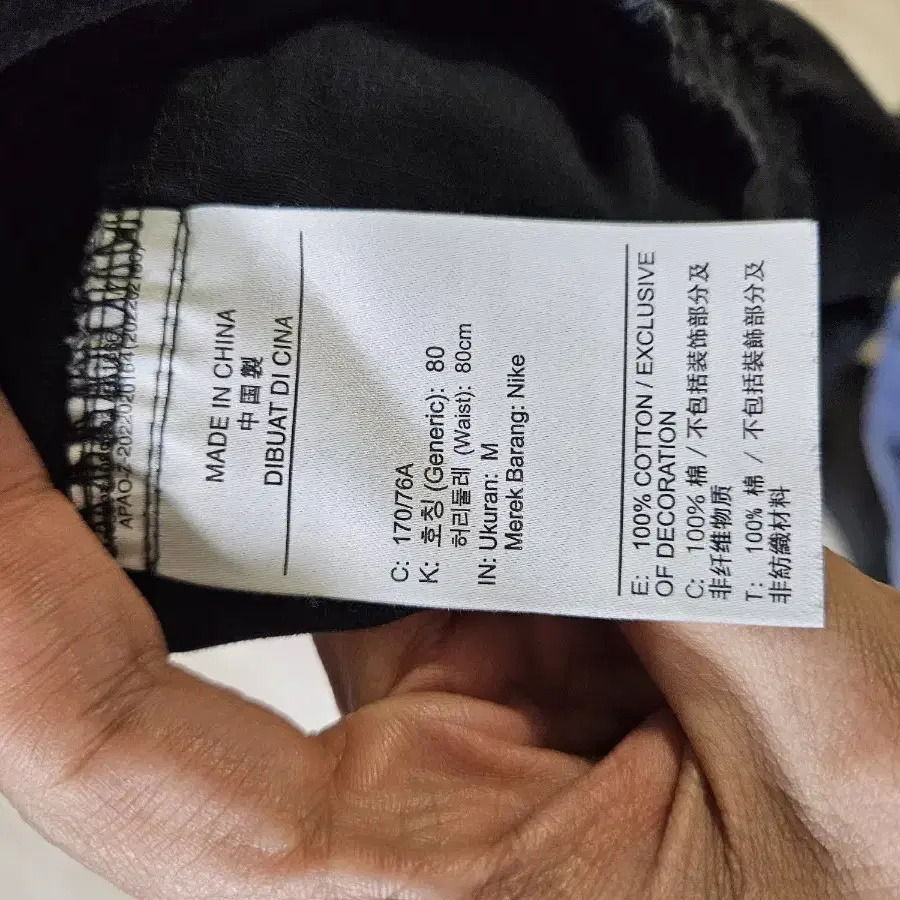 MADE IN CHINA
中国製
DIBUAT DI CINA
C: 170/76A
K: 호칭 (Generic): 80
허리둘레 (Waist): 80cm
IN: Ukuran: M
Merek Barang: Nike
E: 100% COTTON / EXCLUSIVE
OF DECORATION
C: 100% 棉 / 不包括装饰部分及
非纤维物质
T: 100% 棉 / 不包括裝飾部分及
非紡織材料